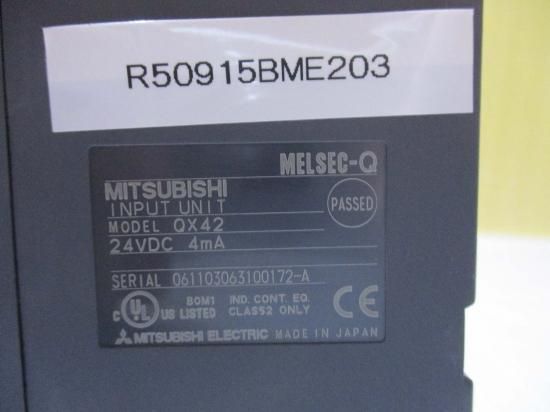 R50915BME203
MELSEC-Q
MITSUBISHI
INPUT UNIT
PASSED
MODEL QX42
24VDC 4mA
SERIAL 061103063100172-A
C UL US LISTED 80M1 IND. CONT. EQ. CLASS2 ONLY CE
MITSUBISHI ELECTRIC MADE IN JAPAN